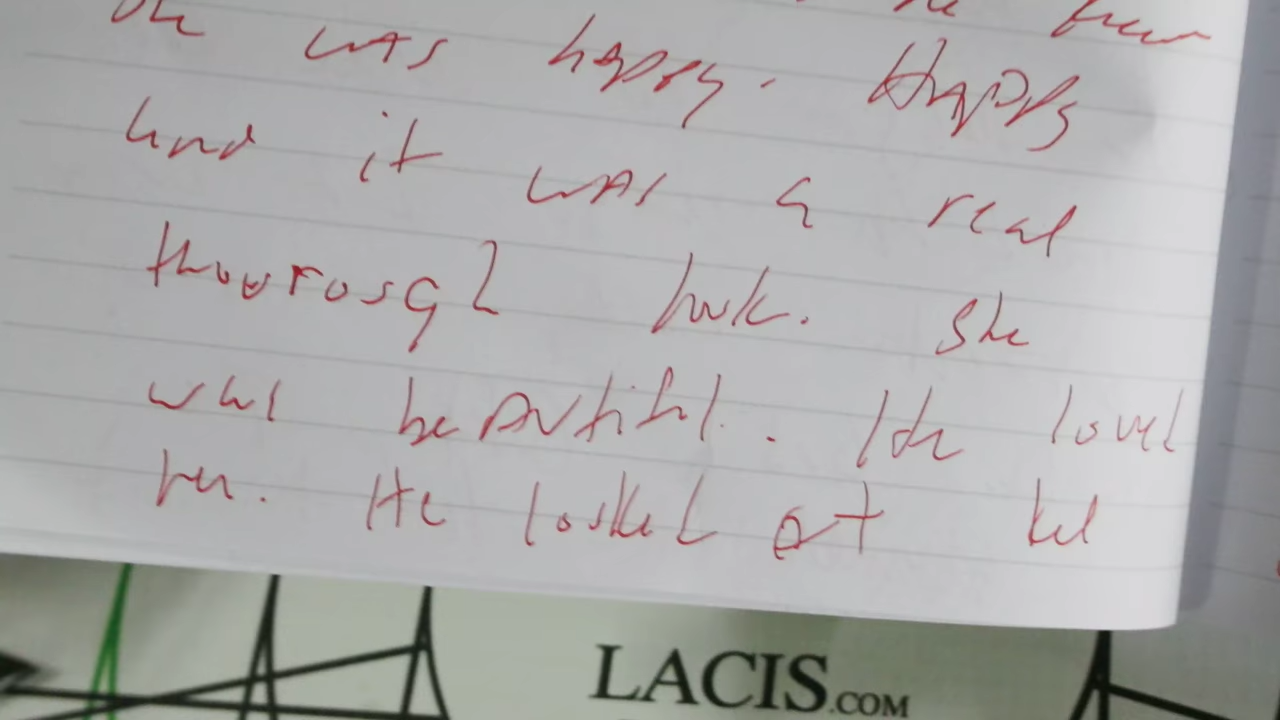 was happy. Happy
and it was a real
thourosgh look. She
was beautiful. He loved
her. He looked at
LACIS.COM